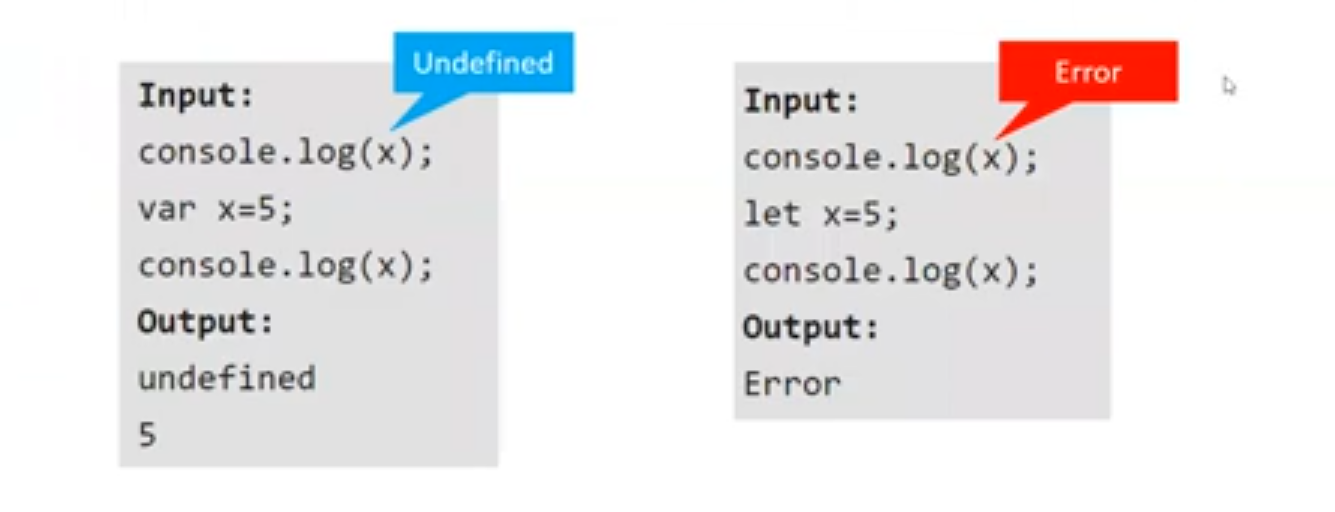 Undefined
Input:
console.log(x);
var x=5;
console.log(x);
Output:
undefined
5
Error
Input:
console.log(x);
let x=5;
console.log(x);
Output:
Error